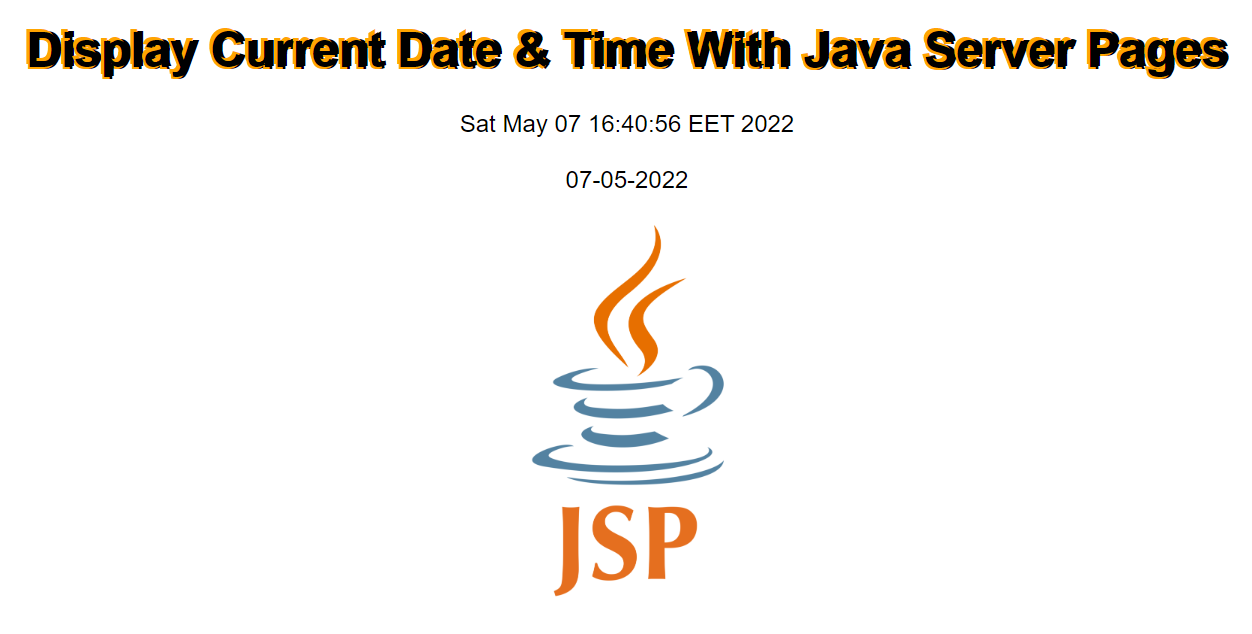 Display Current Date & Time With Java Server Pages
Sat May 07 16:40:56 EET 2022
07-05-2022
JSP